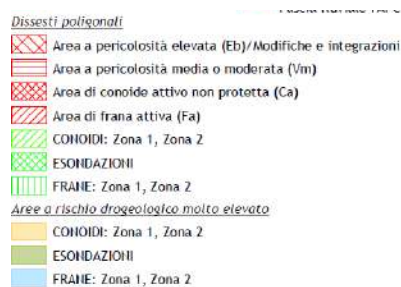 Dissesti poligonali
Area a pericolosità elevata (Eb)/Modifiche e integrazioni
Area a pericolosità media o moderata (Vm)
Area di conoide attivo non protetta (Ca)
Area di frana attiva (Fa)
CONOIDI: Zona 1, Zona 2
ESONDAZIONI
FRANE: Zona 1, Zona 2
Aree a rischio drogeologico molto elevato
CONOIDI: Zona 1, Zona 2
ESONDAZIONI
FRANE: Zona 1, Zona 2